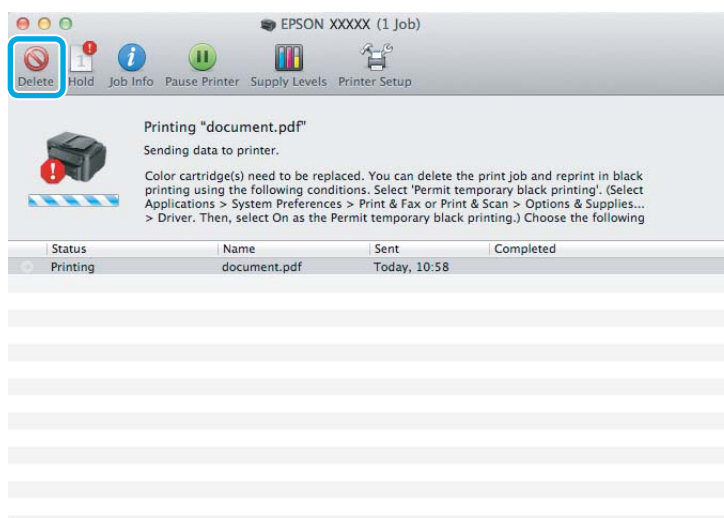 EPSON XXXXX (1 Job)
Delete Hold Job Info Pause Printer Supply Levels Printer Setup
Printing "document.pdf"
Sending data to printer.
Color cartridge(s) need to be replaced. You can delete the print job and reprint in black
printing using the following conditions. Select 'Permit temporary black printing'. (Select
Applications > System Preferences > Print & Fax or Print & Scan > Options & Supplies...
> Driver. Then, select On as the Permit temporary black printing.) Choose the following
Status Name Sent Completed
Printing document.pdf Today, 10:58